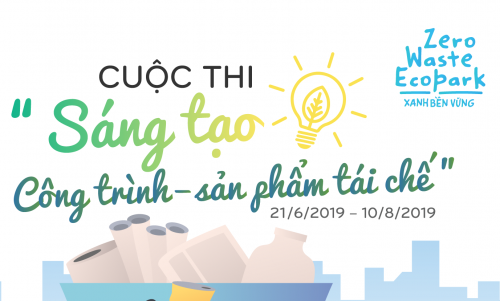 Zero
Waste
Ecopark
XANH BỀN VỮNG
CUỘC THI
"Sáng tạo
Công trình – sản phẩm tái chế"
21/6/2019 – 10/8/2019